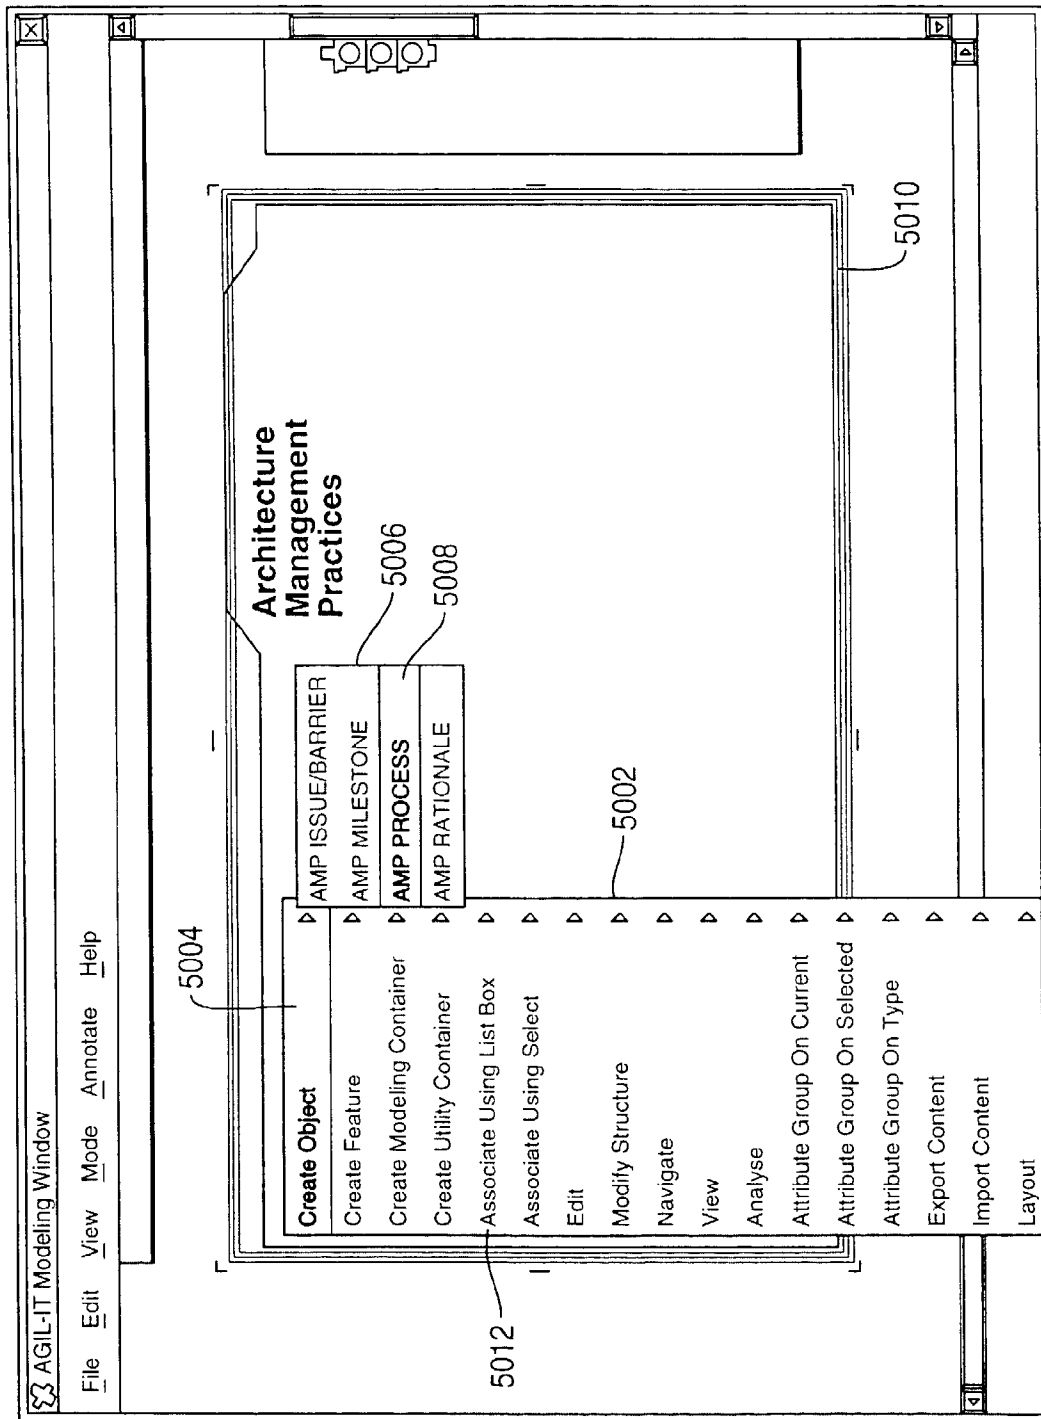 AGIL-IT Modeling Window
File Edit View Mode Annotate Help
5004
Architecture
Management
Practices
5006
5008
Create Object
AMP ISSUE/BARRIER
Create Feature
AMP MILESTONE
Create Modeling Container
AMP PROCESS
Create Utility Container
AMP RATIONALE
5012
Associate Using List Box
Associate Using Select
Edit
Modify Structure
5002
Navigate
View
Analyse
Attribute Group On Current
Attribute Group On Selected
Attribute Group On Type
5010
Export Content
Import Content
Layout